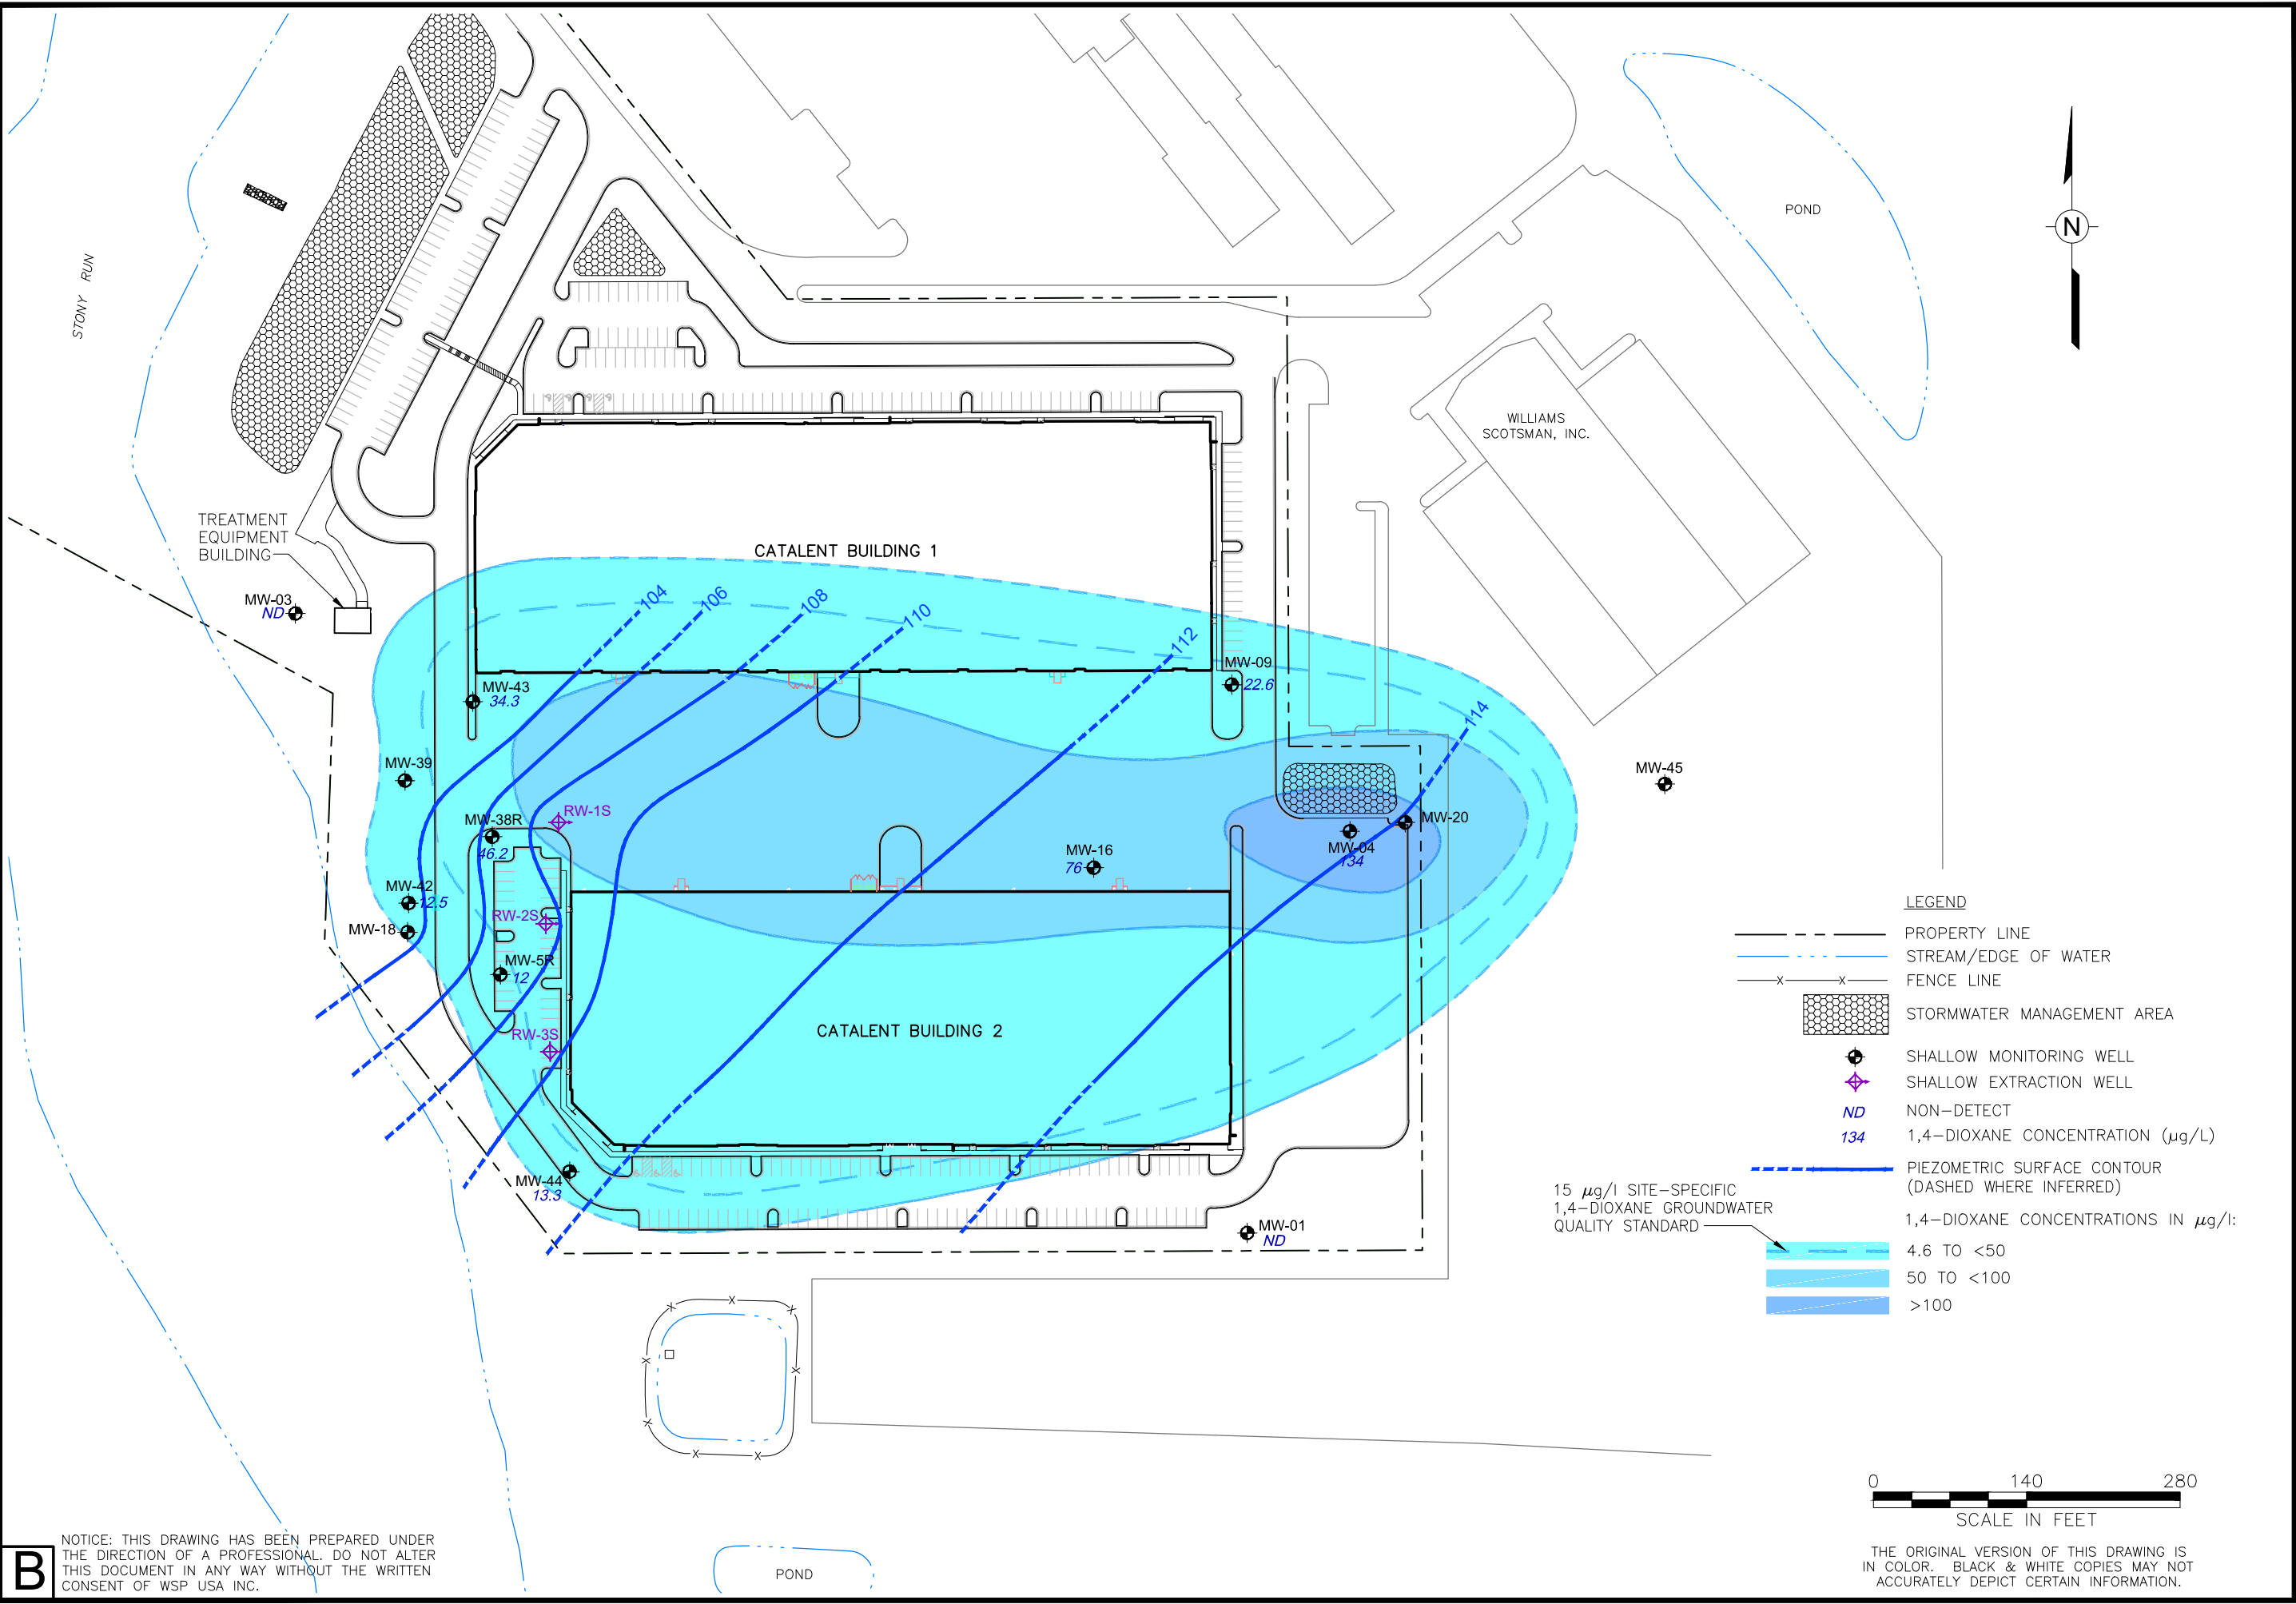 POND
N
STONY RUN
WILLIAMS
SCOTSMAN, INC.
TREATMENT
EQUIPMENT
BUILDING
CATALENT BUILDING 1
MW-03
ND
104
106
108
110
112
114
MW-09
22.6
MW-43
34.3
MW-39
MW-45
RW-1S
MW-38R
46.2
MW-20
MW-04
134
MW-16
76
MW-42
12.5
RW-2S
MW-18
MW-5R
12
RW-3S
CATALENT BUILDING 2
MW-44
13.3
MW-01
ND
LEGEND
PROPERTY LINE
STREAM/EDGE OF WATER
X X
FENCE LINE
STORMWATER MANAGEMENT AREA
SHALLOW MONITORING WELL
SHALLOW EXTRACTION WELL
ND NON-DETECT
134 1,4-DIOXANE CONCENTRATION (µg/L)
PIEZOMETRIC SURFACE CONTOUR
(DASHED WHERE INFERRED)
15 µg/l SITE-SPECIFIC
1,4-DIOXANE GROUNDWATER
QUALITY STANDARD
1,4-DIOXANE CONCENTRATIONS IN µg/l:
4.6 TO <50
50 TO <100
>100
X X X X X X X X X
0 140 280
SCALE IN FEET
THE ORIGINAL VERSION OF THIS DRAWING IS
IN COLOR. BLACK & WHITE COPIES MAY NOT
ACCURATELY DEPICT CERTAIN INFORMATION.
POND
B
NOTICE: THIS DRAWING HAS BEEN PREPARED UNDER
THE DIRECTION OF A PROFESSIONAL. DO NOT ALTER
THIS DOCUMENT IN ANY WAY WITHOUT THE WRITTEN
CONSENT OF WSP USA INC.